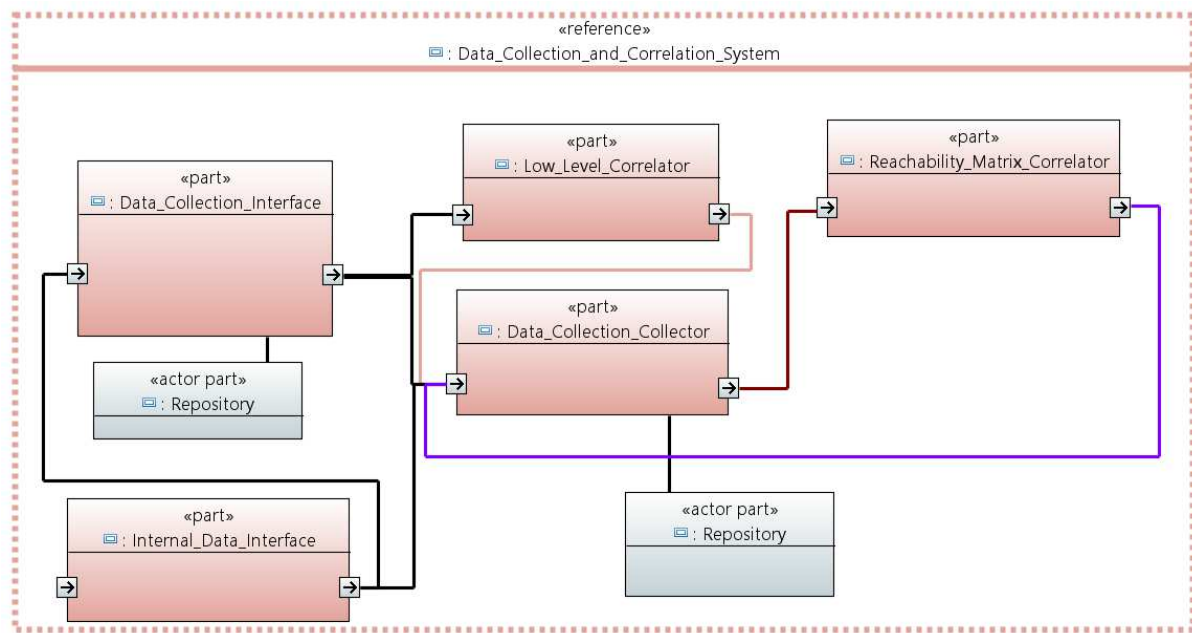 «reference»
: Data_Collection_and_Correlation_System
«part»
: Data_Collection_Interface
«part»
: Low_Level_Correlator
«part»
: Reachability_Matrix_Correlator
«part»
: Data_Collection_Collector
«actor part»
: Repository
«part»
: Internal_Data_Interface
«actor part»
: Repository